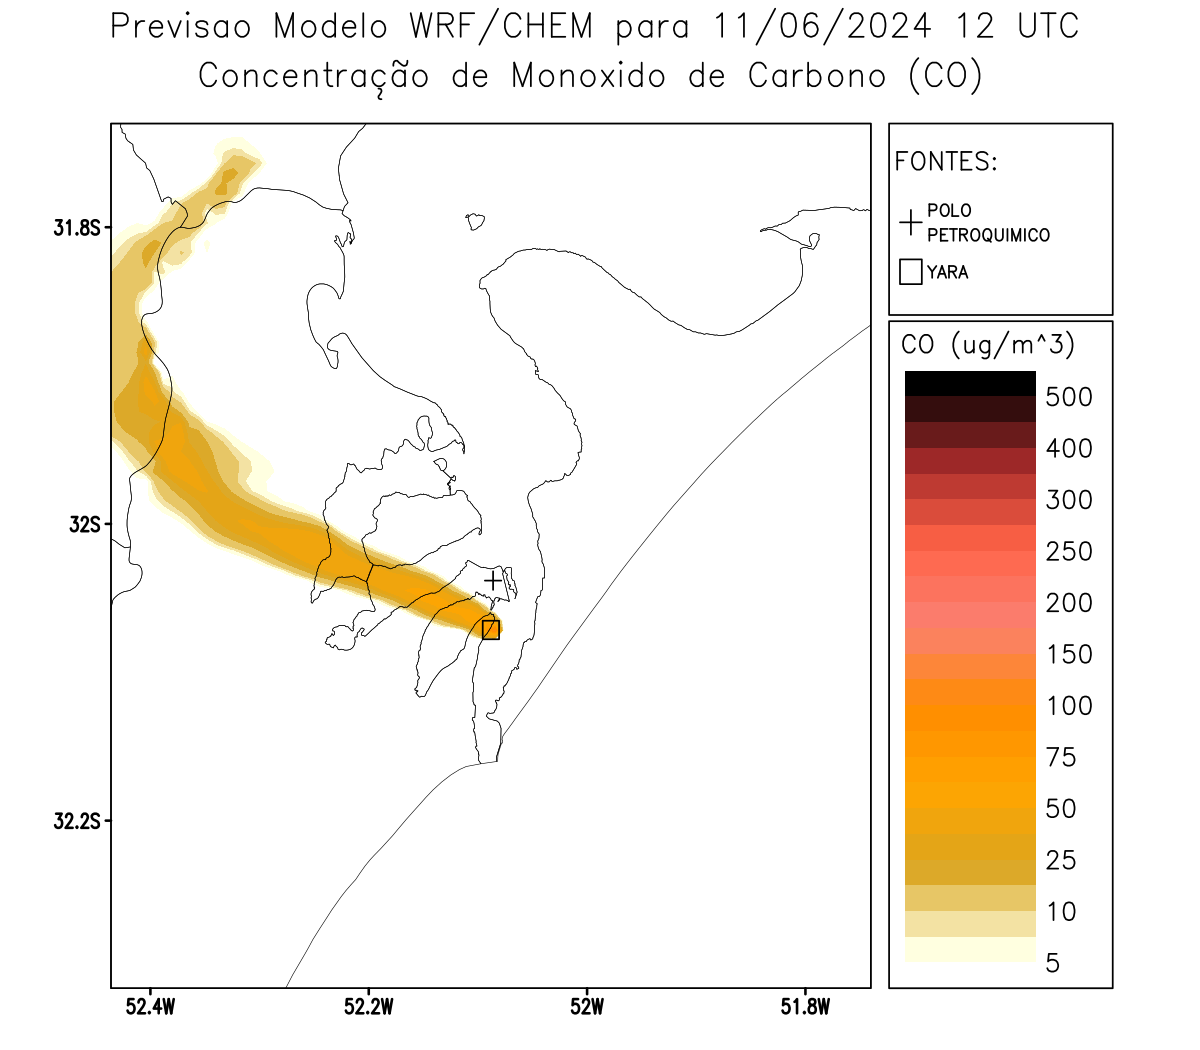 Previsao Modelo WRF/CHEM para 11/06/2024 12 UTC
Concentração de Monoxido de Carbono (CO)
FONTES:
POLO
PETROQUIMICO
YARA
31.8S
32S
32.2S
52.4W
52.2W
52W
51.8W
CO (ug/m^3)
500
400
300
250
200
150
100
75
50
25
10
5